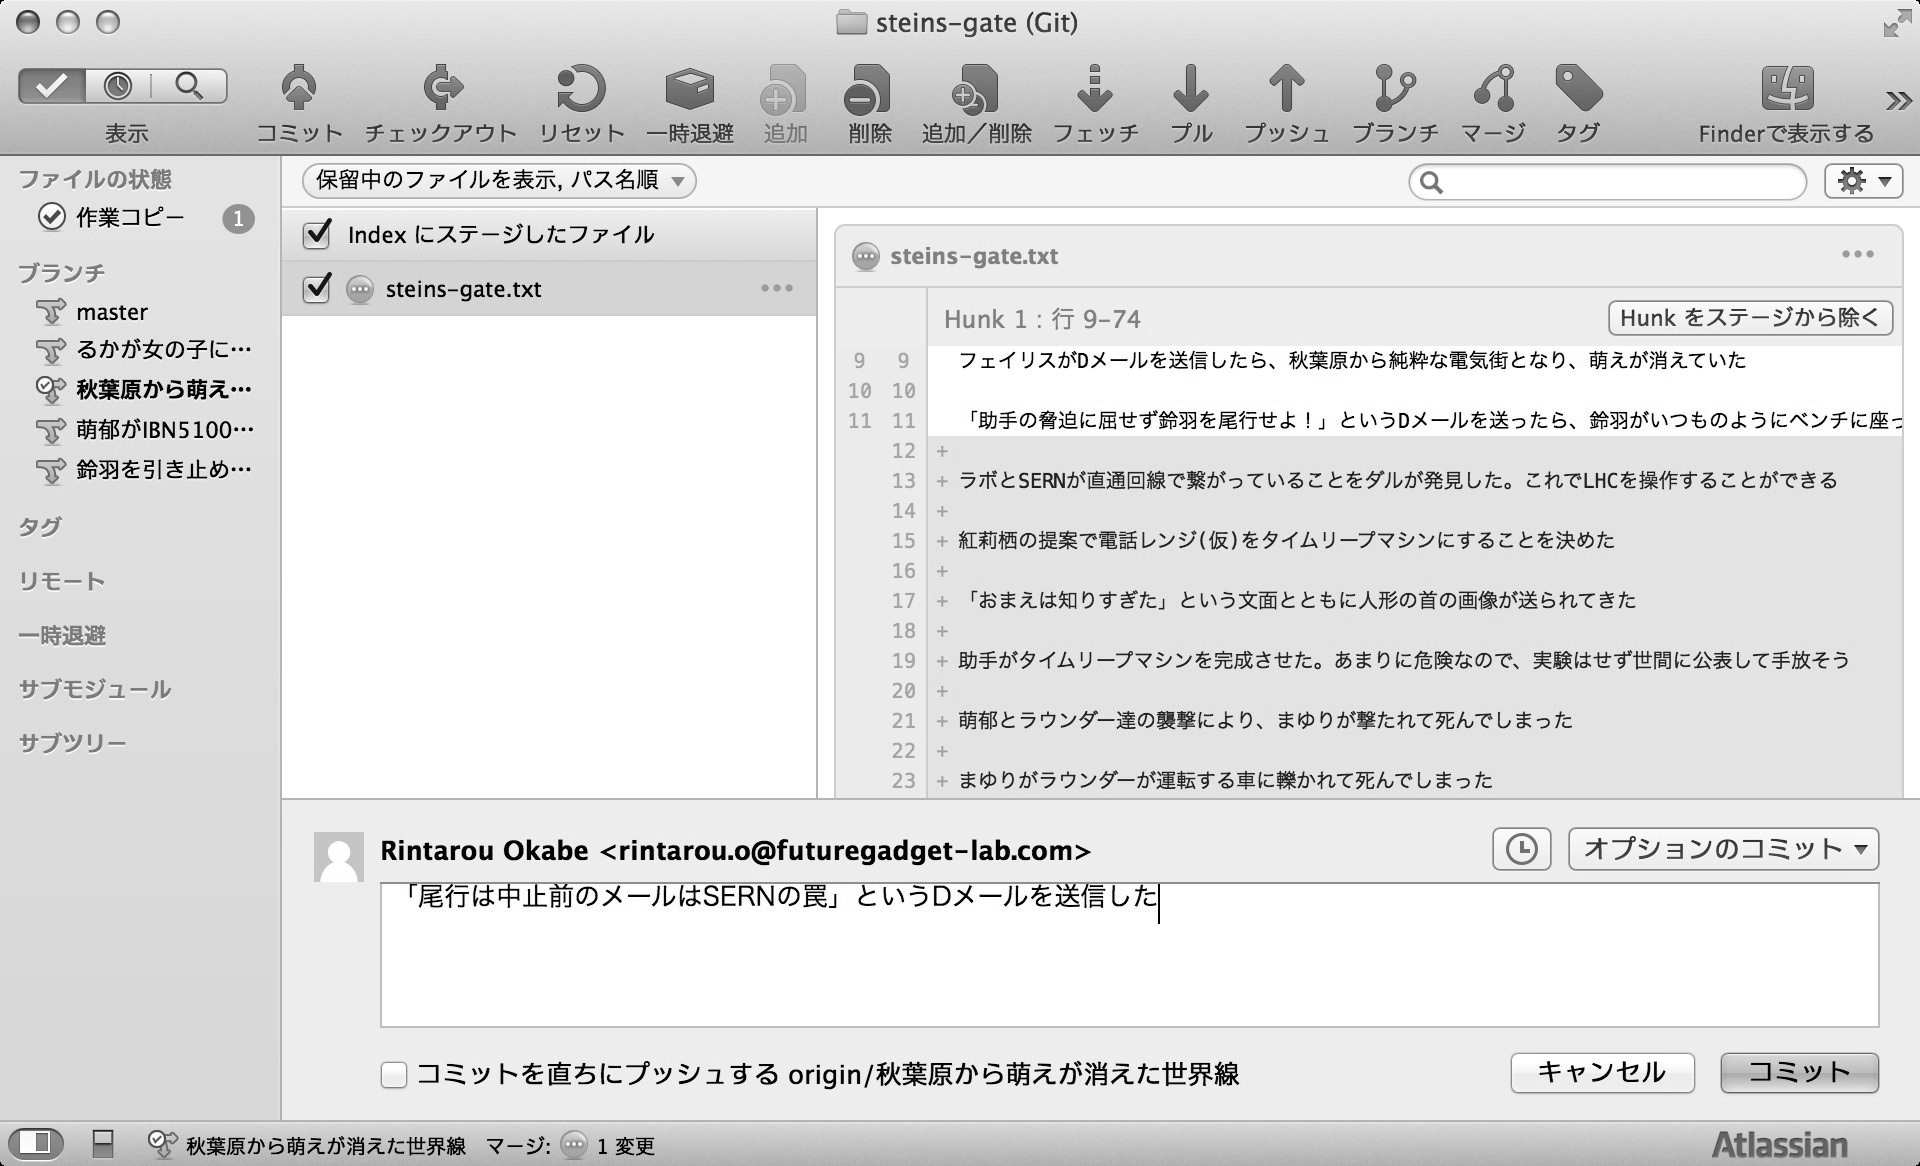 steins-gate (Git)
表示
コミット
チェックアウト
リセット
一時退避
追加
削除
追加／削除
フェッチ
プル
プッシュ
ブランチ
マージ
タグ
Finderで表示する
ファイルの状態
作業コピー 1
ブランチ
master
るかが女の子に…
秋葉原から萌え…
萌郁がIBN5100…
鈴羽を引き止め…
タグ
リモート
一時退避
サブモジュール
サブツリー
保留中のファイルを表示, パス名順
Index にステージしたファイル
steins-gate.txt
steins-gate.txt
Hunk 1 : 行 9-74
Hunk をステージから除く
9 9 フェイリスがDメールを送信したら、秋葉原から純粋な電気街となり、萌えが消えていた
10 10
11 11 「助手の脅迫に屈せず鈴羽を尾行せよ！」というDメールを送ったら、鈴羽がいつものようにベンチに座っ
12 +
13 + ラボとSERNが直通回線で繋がっていることをダルが発見した。これでLHCを操作することができる
14 +
15 + 紅莉栖の提案で電話レンジ(仮)をタイムリープマシンにすることを決めた
16 +
17 + 「おまえは知りすぎた」という文面とともに人形の首の画像が送られてきた
18 +
19 + 助手がタイムリープマシンを完成させた。あまりに危険なので、実験はせず世間に公表して手放そう
20 +
21 + 萌郁とラウンダー達の襲撃により、まゆりが撃たれて死んでしまった
22 +
23 + まゆりがラウンダーが運転する車に轢かれて死んでしまった
Rintarou Okabe <rintarou.o@futuregadget-lab.com>
オプションのコミット
「尾行は中止前のメールはSERNの罠」というDメールを送信した
コミットを直ちにプッシュする origin/秋葉原から萌えが消えた世界線
キャンセル
コミット
秋葉原から萌えが消えた世界線 マージ: 1 変更
Atlassian